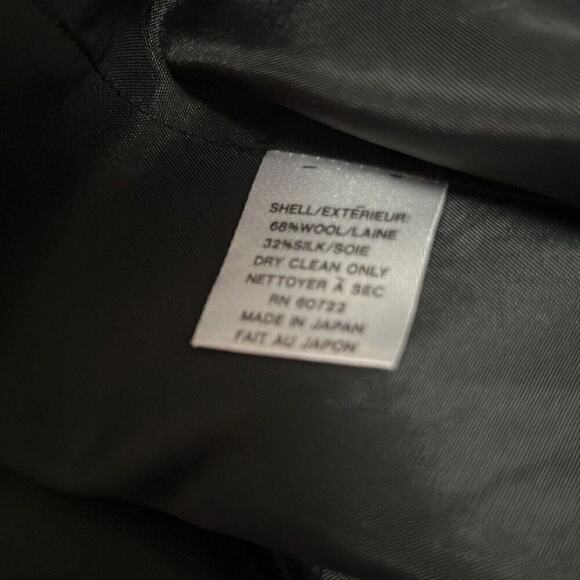 SHELL/EXTÉRIEUR:
68%WOOL/LAINE
32%SILK/SOIE
DRY CLEAN ONLY
NETTOYER À SEC
RN 60722
MADE IN JAPAN
FAIT AU JAPON